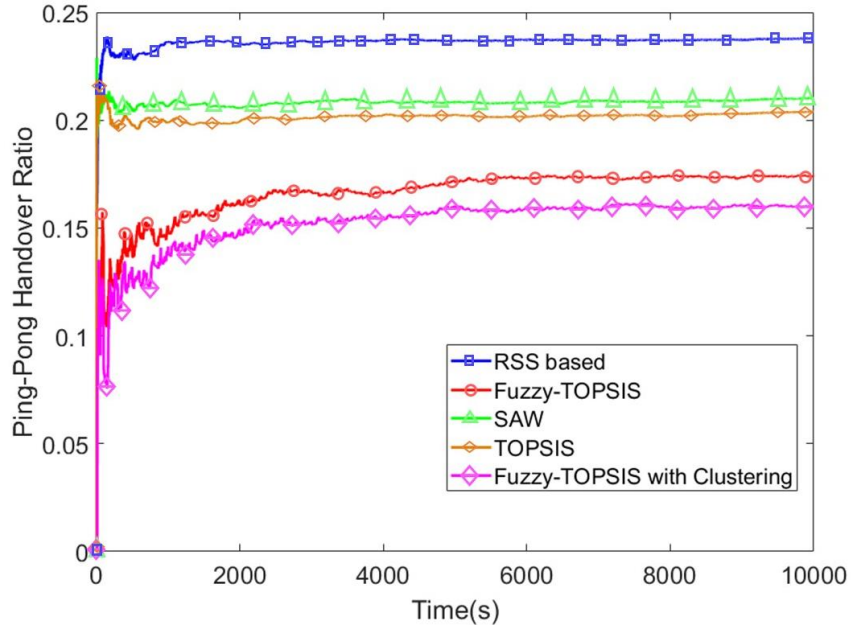 0.25
0.2
0.15
0.1
0.05
0
Ping-Pong Handover Ratio
RSS based
Fuzzy-TOPSIS
SAW
TOPSIS
Fuzzy-TOPSIS with Clustering
0 2000 4000 6000 8000 10000
Time(s)